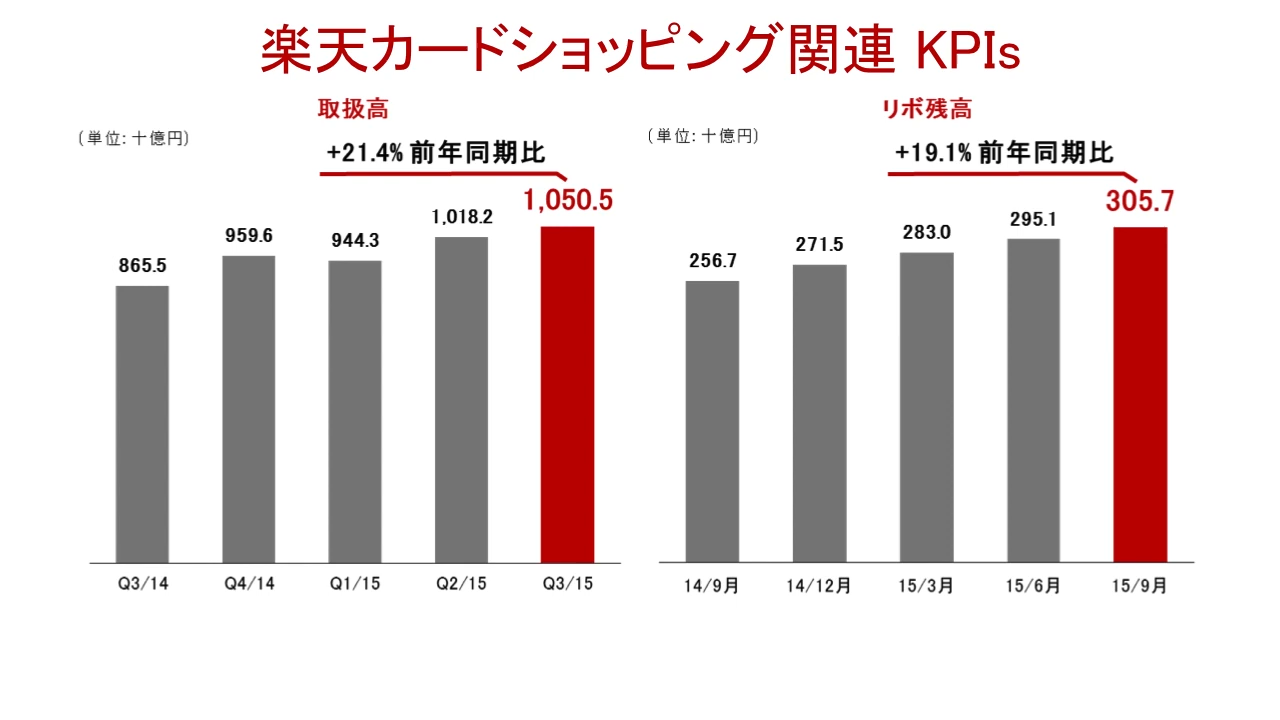 楽天カードショッピング関連 KPIs
取扱高
(単位: 十億円)
+21.4% 前年同期比
865.5
959.6
944.3
1,018.2
1,050.5
Q3/14
Q4/14
Q1/15
Q2/15
Q3/15
リボ残高
(単位: 十億円)
+19.1% 前年同期比
256.7
271.5
283.0
295.1
305.7
14/9月
14/12月
15/3月
15/6月
15/9月